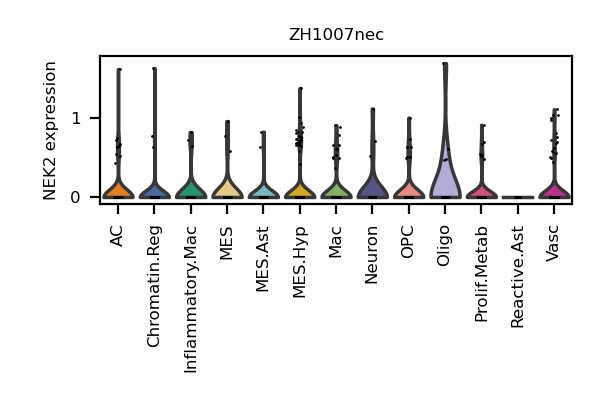 ZH1007nec
NEK2 expression
1
0
AC
Chromatin.Reg
Inflammatory.Mac
MES
MES.Ast
MES.Hyp
Mac
Neuron
OPC
Oligo
Prolif.Metab
Reactive.Ast
Vasc